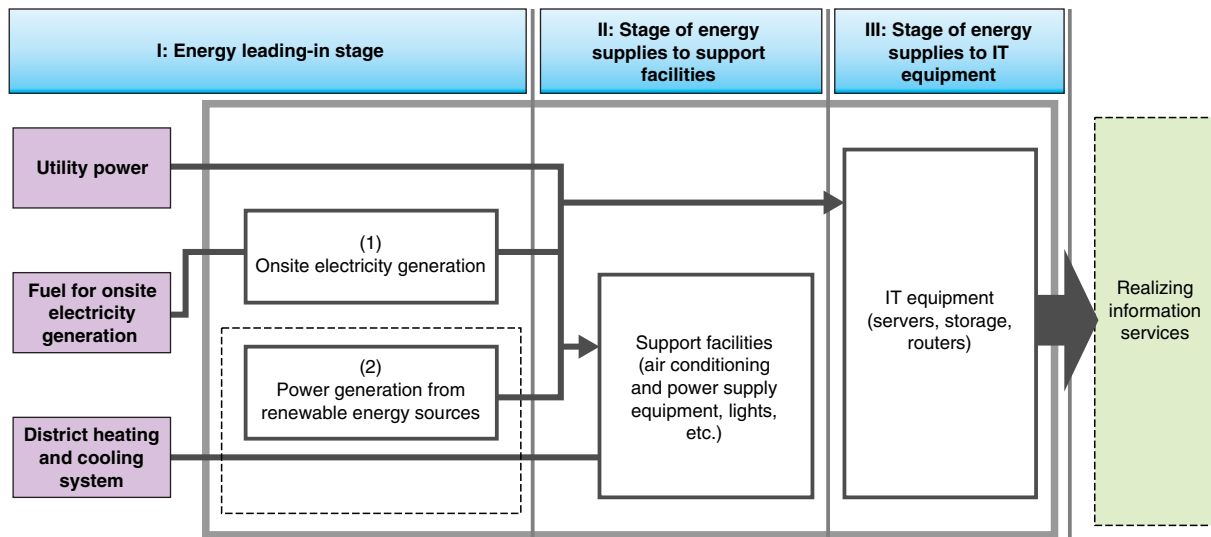 I: Energy leading-in stage
II: Stage of energy
supplies to support
facilities
III: Stage of energy
supplies to IT
equipment
Utility power
Fuel for onsite
electricity
generation
District heating
and cooling
system
(1)
Onsite electricity generation
(2)
Power generation from
renewable energy sources
Support facilities
(air conditioning
and power supply
equipment, lights,
etc.)
IT equipment
(servers, storage,
routers)
Realizing
information
services